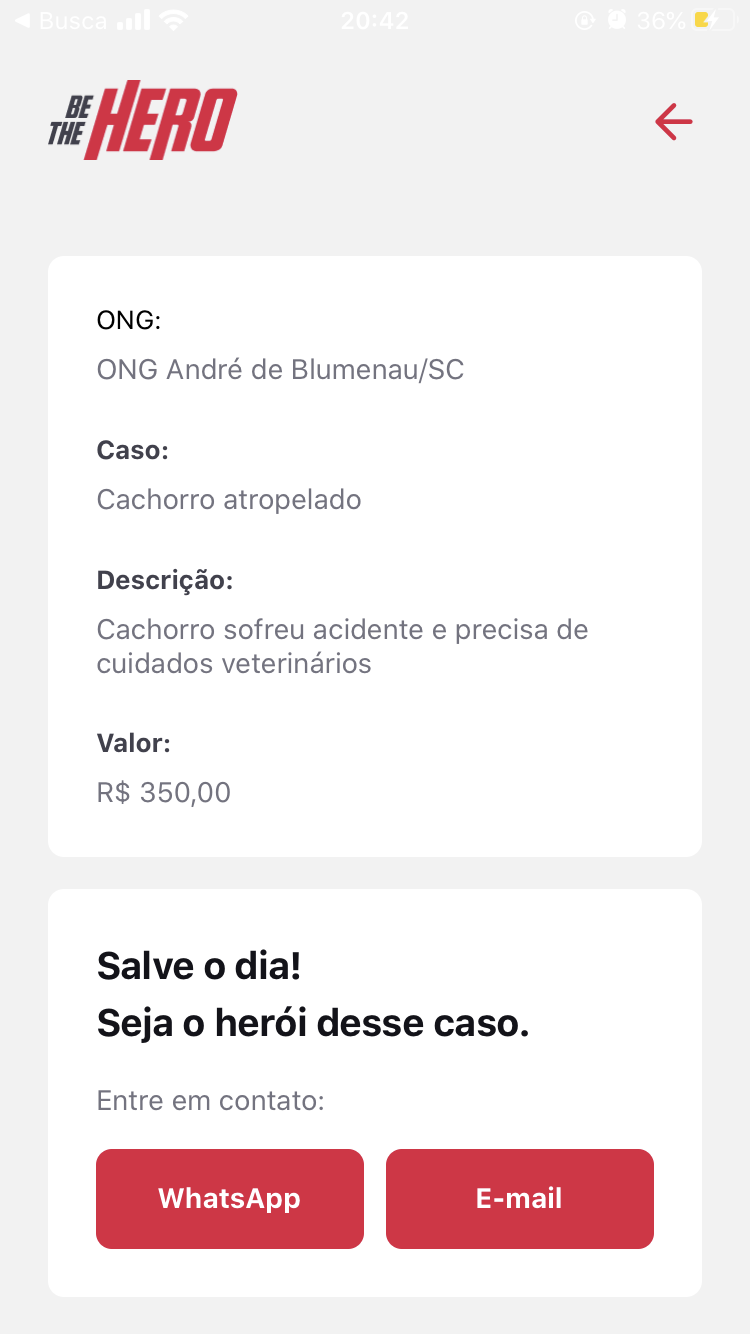 ◀ Busca 20:42 36%
BE
THE HERO
ONG:
ONG André de Blumenau/SC
Caso:
Cachorro atropelado
Descrição:
Cachorro sofreu acidente e precisa de
cuidados veterinários
Valor:
R$ 350,00
Salve o dia!
Seja o herói desse caso.
Entre em contato:
WhatsApp E-mail